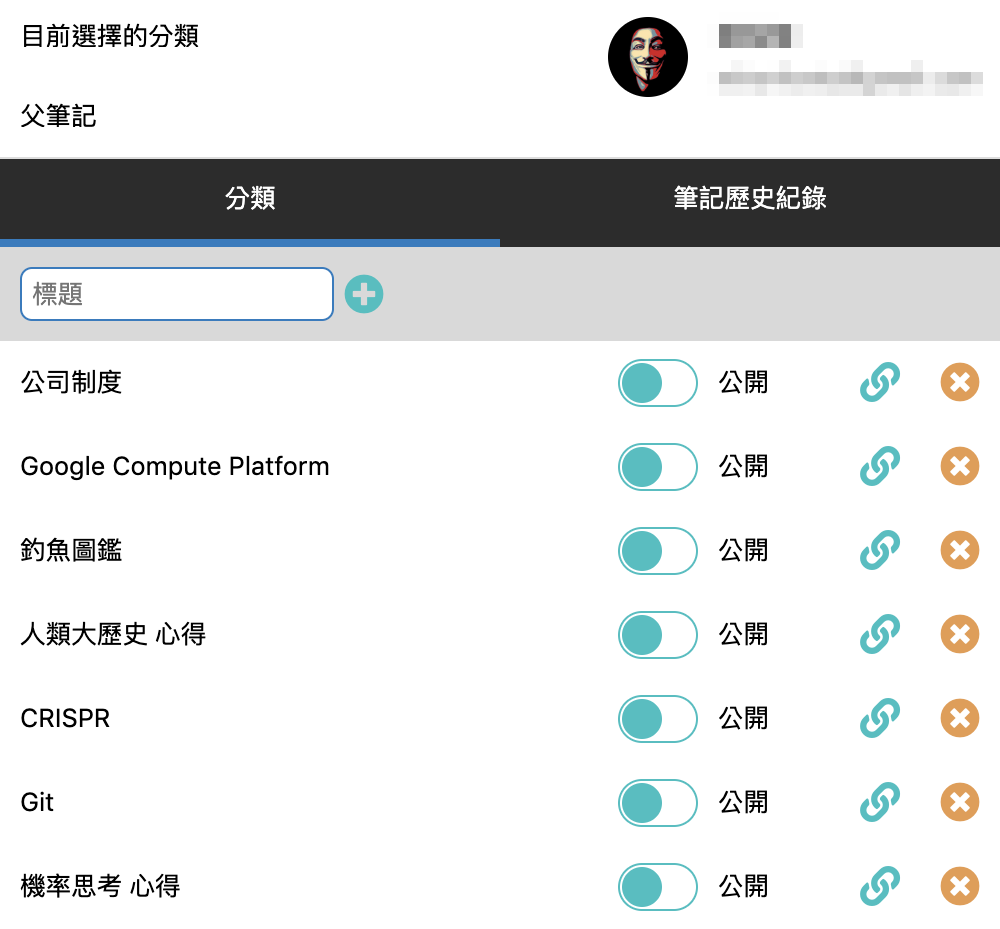 目前選擇的分類
父筆記
分類
筆記歷史紀錄
標題
公司制度 公開
Google Compute Platform 公開
釣魚圖鑑 公開
人類大歷史 心得 公開
CRISPR 公開
Git 公開
機率思考 心得 公開